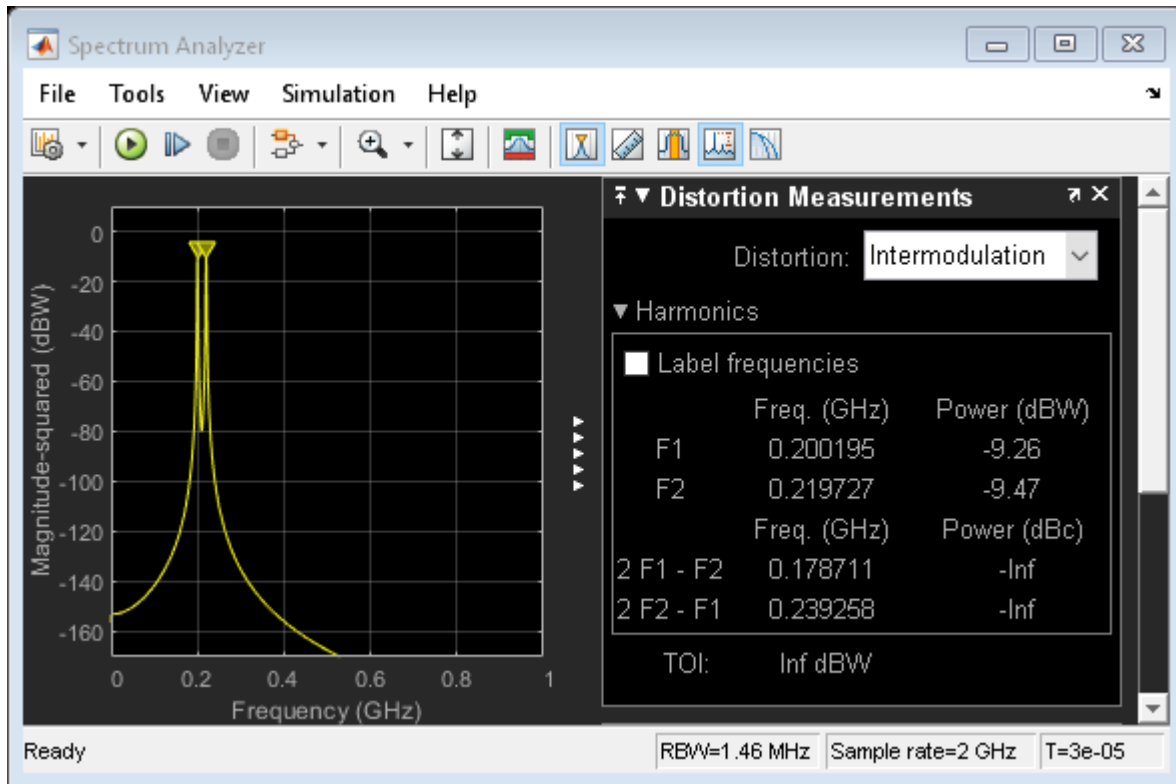 Spectrum Analyzer
File Tools View Simulation Help
Distortion Measurements
Distortion: Intermodulation
Harmonics
Label frequencies
Freq. (GHz) Power (dBW)
F1 0.200195 -9.26
F2 0.219727 -9.47
Freq. (GHz) Power (dBc)
2 F1 - F2 0.178711 -Inf
2 F2 - F1 0.239258 -Inf
TOI: Inf dBW
Magnitude-squared (dBW)
0
-20
-40
-60
-80
-100
-120
-140
-160
0 0.2 0.4 0.6 0.8 1
Frequency (GHz)
Ready RBW=1.46 MHz Sample rate=2 GHz T=3e-05